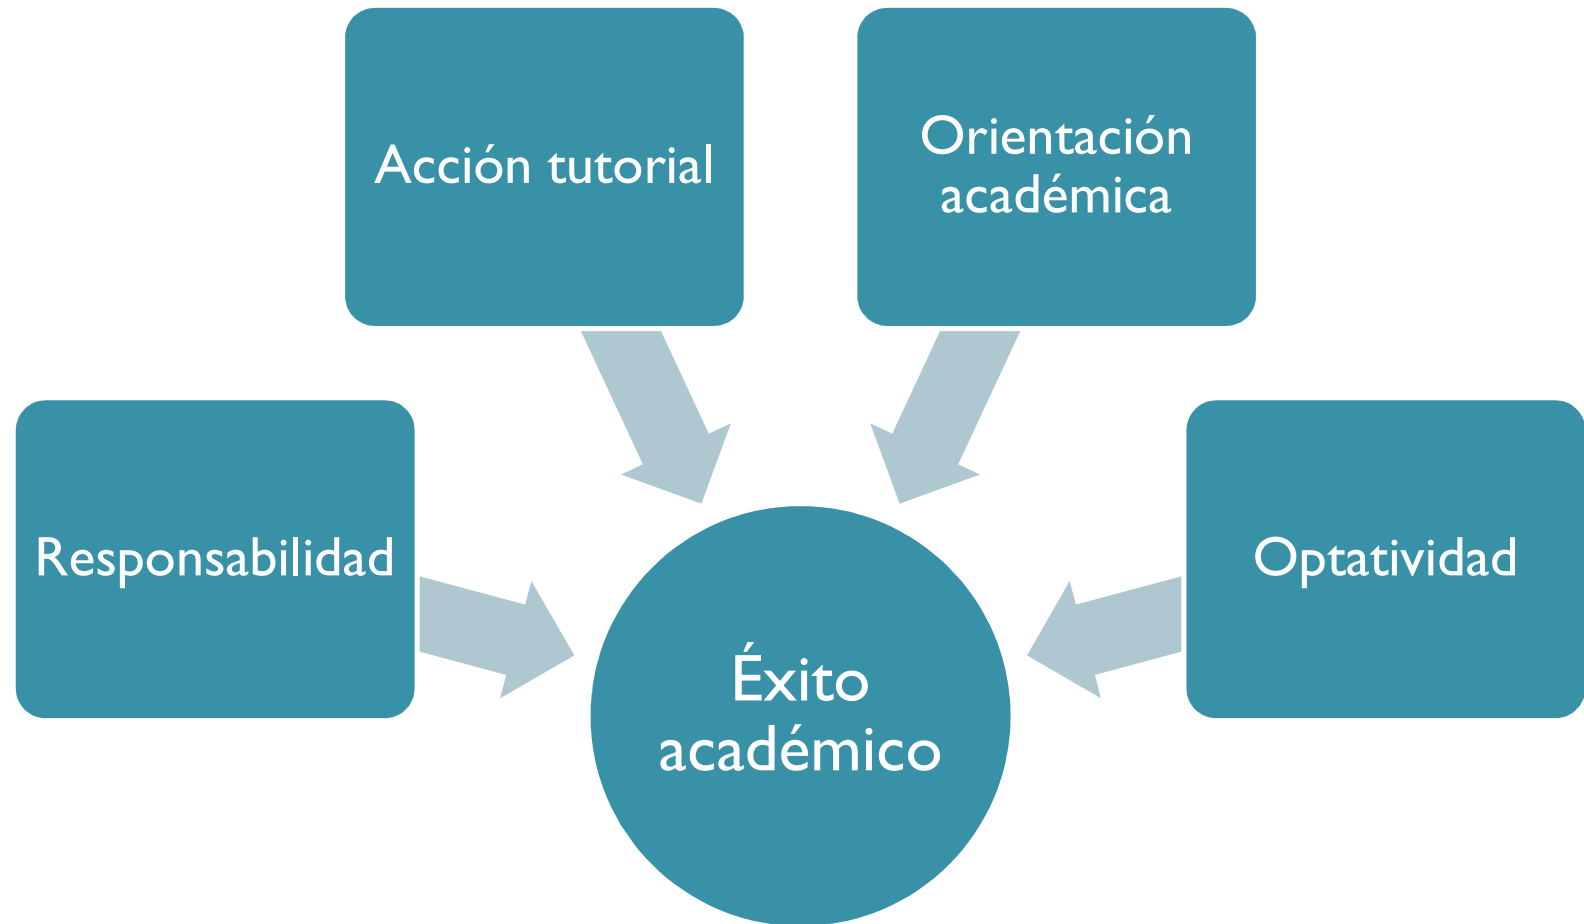 Acción tutorial
Orientación
académica
Responsabilidad
Optatividad
Éxito
académico